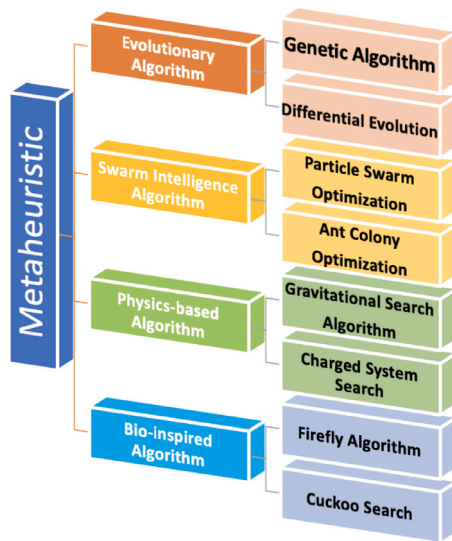 Metaheuristic
Evolutionary
Algorithm
Genetic Algorithm
Differential Evolution
Swarm Intelligence
Algorithm
Particle Swarm
Optimization
Ant Colony
Optimization
Physics-based
Algorithm
Gravitational Search
Algorithm
Charged System
Search
Bio-inspired
Algorithm
Firefly Algorithm
Cuckoo Search